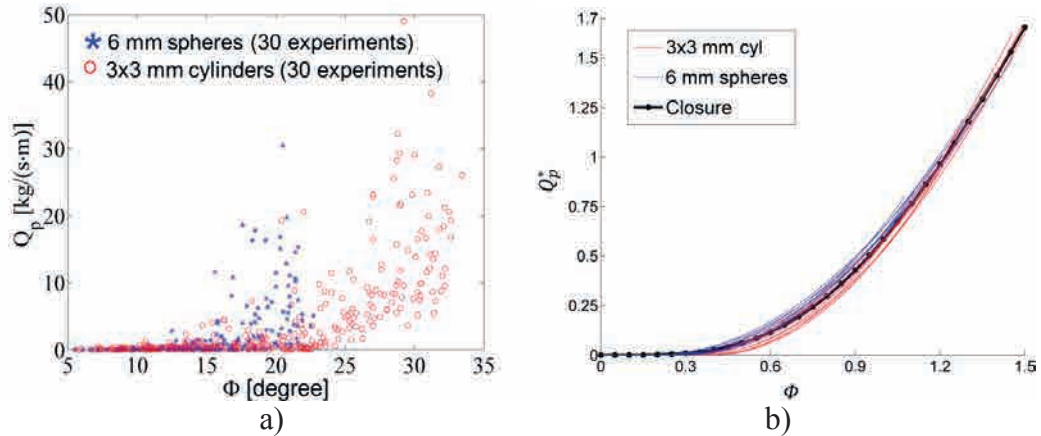 50
40
30
20
10
0
Q_p [kg/(s·m)]
* 6 mm spheres (30 experiments)
○ 3x3 mm cylinders (30 experiments)
5 10 15 20 25 30 35
Φ [degree]
a)
1.7
1.5
1.25
1
0.75
0.5
0.25
0
Q_p^*
3x3 mm cyl
6 mm spheres
Closure
0 0.3 0.6 0.9 1.2 1.5
Φ
b)